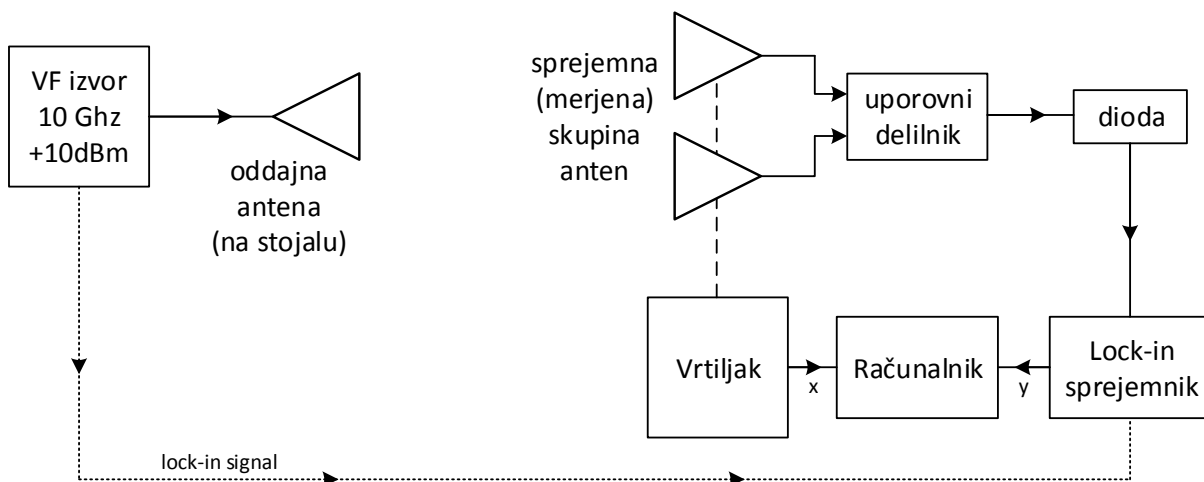 VF izvor
10 Ghz
+10dBm
oddajna
antena
(na stojalu)
sprejemna
(merjena)
skupina
anten
uporovni
delilnik
dioda
Vrtiljak
x
Računalnik
y
Lock-in
sprejemnik
lock-in signal